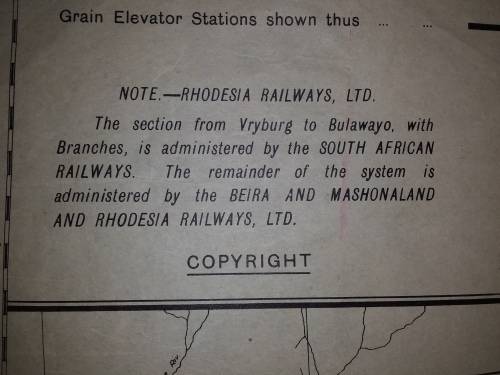 Grain Elevator Stations shown thus ... ...
NOTE.—RHODESIA RAILWAYS, LTD.
The section from Vryburg to Bulawayo, with
Branches, is administered by the SOUTH AFRICAN
RAILWAYS. The remainder of the system is
administered by the BEIRA AND MASHONALAND
AND RHODESIA RAILWAYS, LTD.
COPYRIGHT
Riv